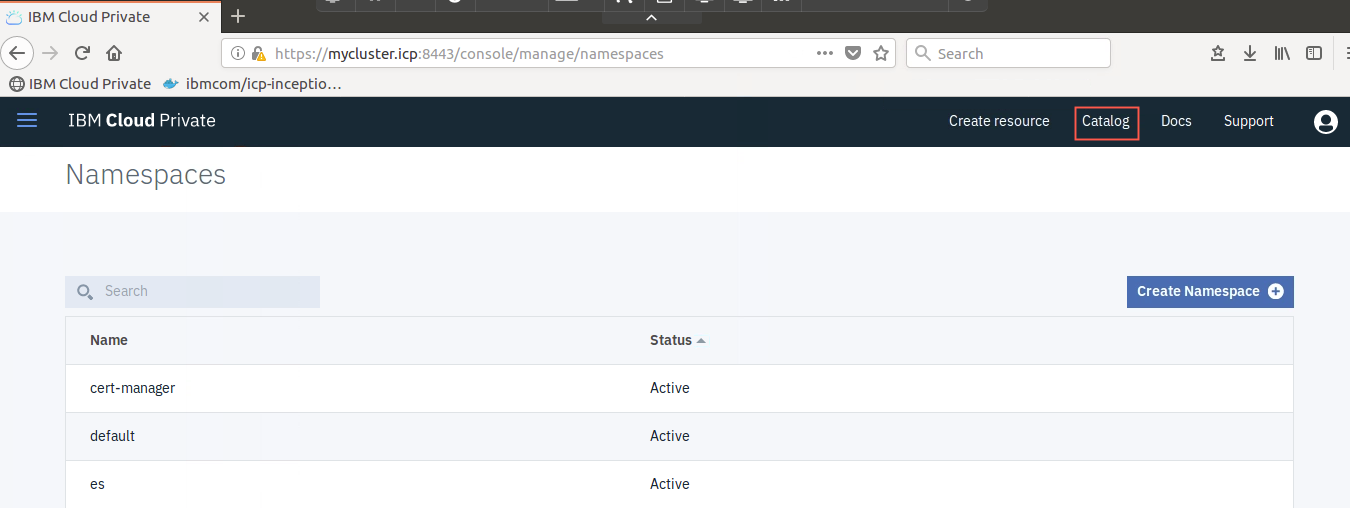 IBM Cloud Private
https://mycluster.icp:8443/console/manage/namespaces
Search
IBM Cloud Private ibmcom/icp-inceptio…
IBM Cloud Private Create resource Catalog Docs Support
Namespaces
Search
Create Namespace
Name Status
cert-manager Active
default Active
es Active